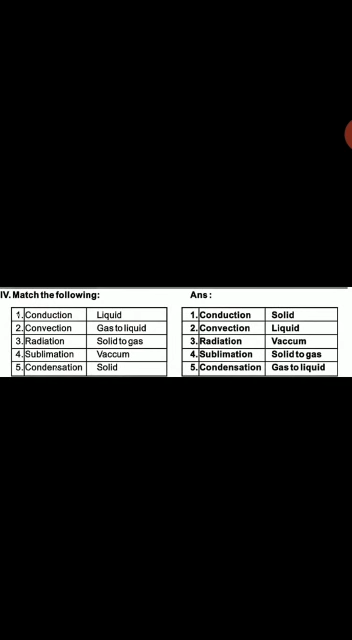 IV. Match the following:
1. Conduction Liquid
2. Convection Gas to liquid
3. Radiation Solid to gas
4. Sublimation Vaccum
5. Condensation Solid
Ans :
1. Conduction Solid
2. Convection Liquid
3. Radiation Vaccum
4. Sublimation Solid to gas
5. Condensation Gas to liquid